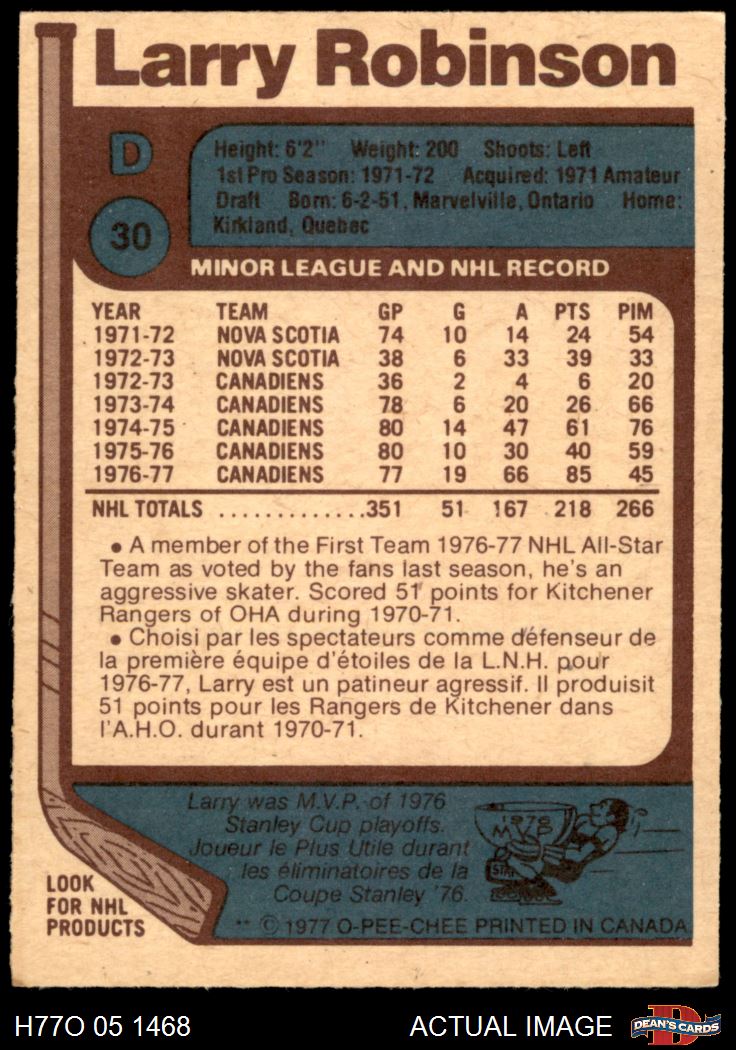 Larry Robinson
D
30
Height: 6'2" Weight: 200 Shoots: Left
1st Pro Season: 1971-72 Acquired: 1971 Amateur
Draft Born: 6-2-51, Marvelville, Ontario Home:
Kirkland, Quebec
MINOR LEAGUE AND NHL RECORD
YEAR TEAM GP G A PTS PIM
1971-72 NOVA SCOTIA 74 10 14 24 54
1972-73 NOVA SCOTIA 38 6 33 39 33
1972-73 CANADIENS 36 2 4 6 20
1973-74 CANADIENS 78 6 20 26 66
1974-75 CANADIENS 80 14 47 61 76
1975-76 CANADIENS 80 10 30 40 59
1976-77 CANADIENS 77 19 66 85 45
NHL TOTALS .............351 51 167 218 266
• A member of the First Team 1976-77 NHL All-Star
Team as voted by the fans last season, he's an
aggressive skater. Scored 51 points for Kitchener
Rangers of OHA during 1970-71.
• Choisi par les spectateurs comme défenseur de
la première équipe d'étoiles de la L.N.H. pour
1976-77, Larry est un patineur agressif. Il produisit
51 points pour les Rangers de Kitchener dans
l'A.H.O. durant 1970-71.
Larry was M.V.P. of 1976
Stanley Cup playoffs.
Joueur le Plus Utile durant
les éliminatoires de la
Coupe Stanley '76.
1976
MVP
LOOK
FOR NHL
PRODUCTS
** © 1977 O-PEE-CHEE PRINTED IN CANADA
H77O 05 1468 ACTUAL IMAGE
DEAN'S CARDS